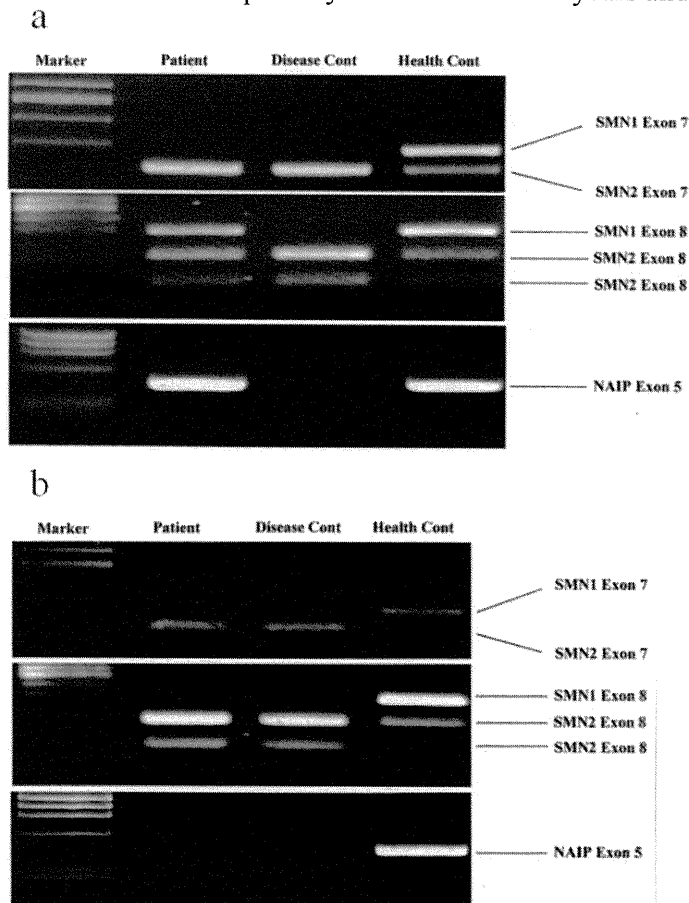 a
Marker Patient Disease Cont Health Cont
SMN1 Exon 7
SMN2 Exon 7
SMN1 Exon 8
SMN2 Exon 8
SMN2 Exon 8
NAIP Exon 5
b
Marker Patient Disease Cont Health Cont
SMN1 Exon 7
SMN2 Exon 7
SMN1 Exon 8
SMN2 Exon 8
SMN2 Exon 8
NAIP Exon 5